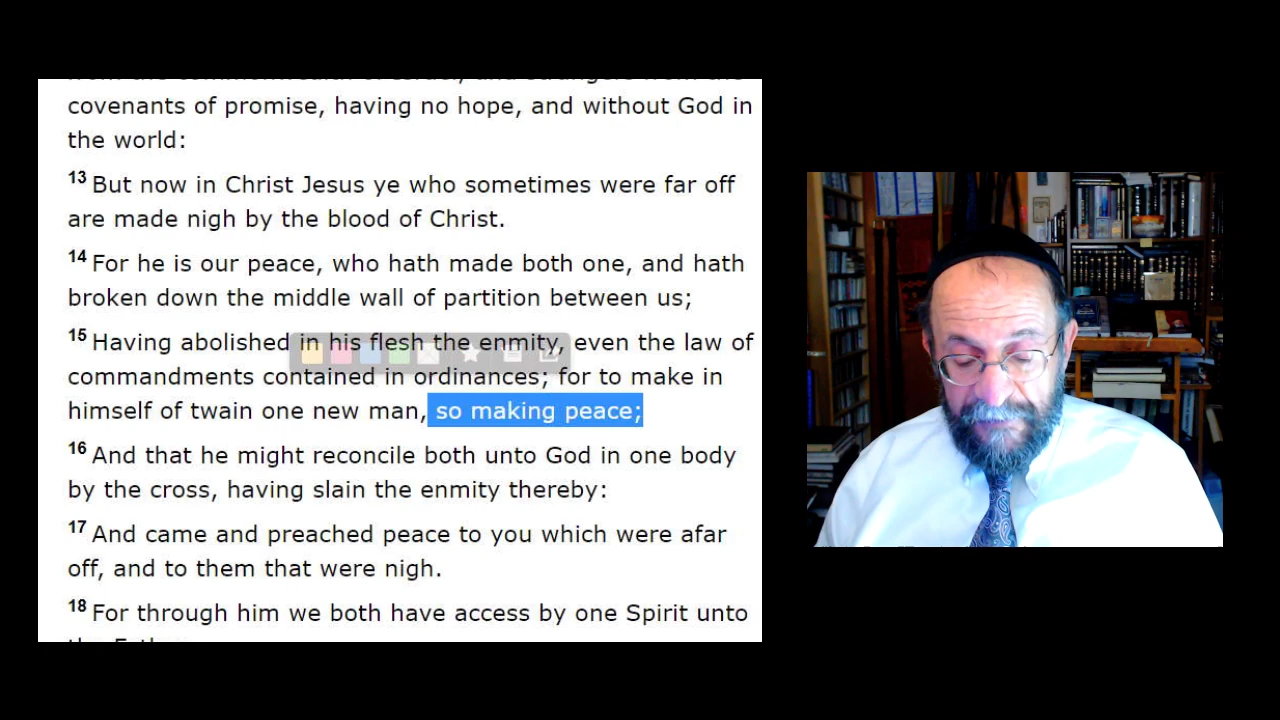 covenants of promise, having no hope, and without God in
the world:
13 But now in Christ Jesus ye who sometimes were far off
are made nigh by the blood of Christ.
14 For he is our peace, who hath made both one, and hath
broken down the middle wall of partition between us;
15 Having abolished in his flesh the enmity, even the law of
commandments contained in ordinances; for to make in
himself of twain one new man, so making peace;
16 And that he might reconcile both unto God in one body
by the cross, having slain the enmity thereby:
17 And came and preached peace to you which were afar
off, and to them that were nigh.
18 For through him we both have access by one Spirit unto